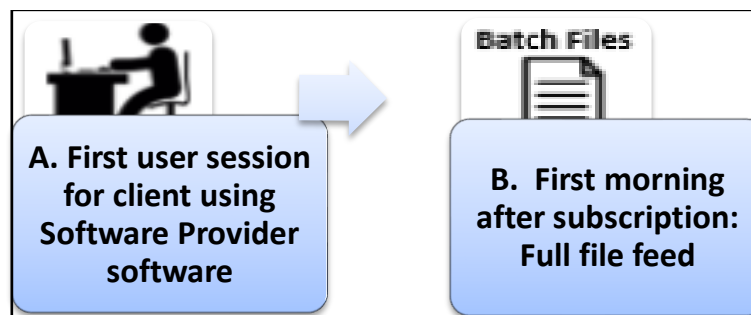 Batch Files
A. First user session
for client using
Software Provider
software
B. First morning
after subscription:
Full file feed